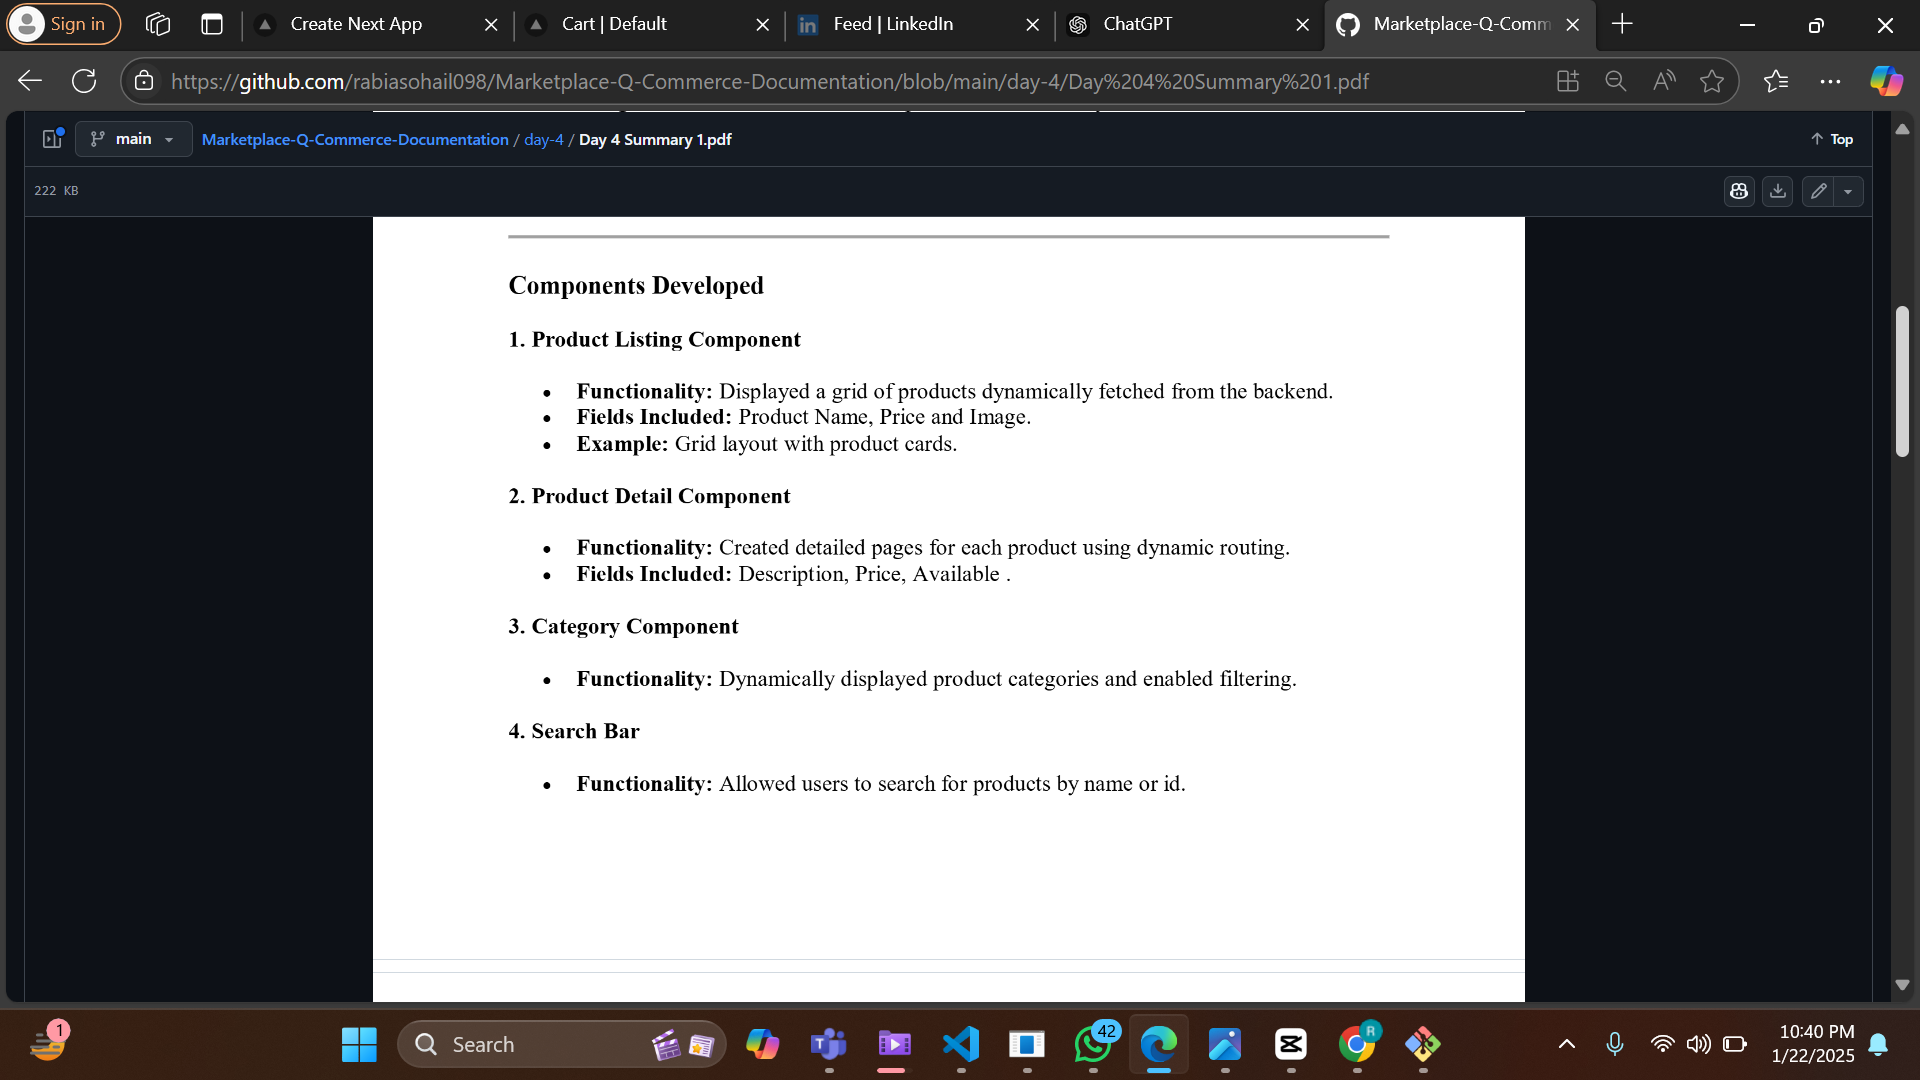 Sign in
Create Next App
Cart | Default
Feed | LinkedIn
ChatGPT
Marketplace-Q-Comm
https://github.com/rabiasohail098/Marketplace-Q-Commerce-Documentation/blob/main/day-4/Day%204%20Summary%201.pdf
main
Marketplace-Q-Commerce-Documentation / day-4 / Day 4 Summary 1.pdf
Top
222 KB
Components Developed
1. Product Listing Component
• Functionality: Displayed a grid of products dynamically fetched from the backend.
• Fields Included: Product Name, Price and Image.
• Example: Grid layout with product cards.
2. Product Detail Component
• Functionality: Created detailed pages for each product using dynamic routing.
• Fields Included: Description, Price, Available .
3. Category Component
• Functionality: Dynamically displayed product categories and enabled filtering.
4. Search Bar
• Functionality: Allowed users to search for products by name or id.
1
Search
T
42
R
10:40 PM
1/22/2025